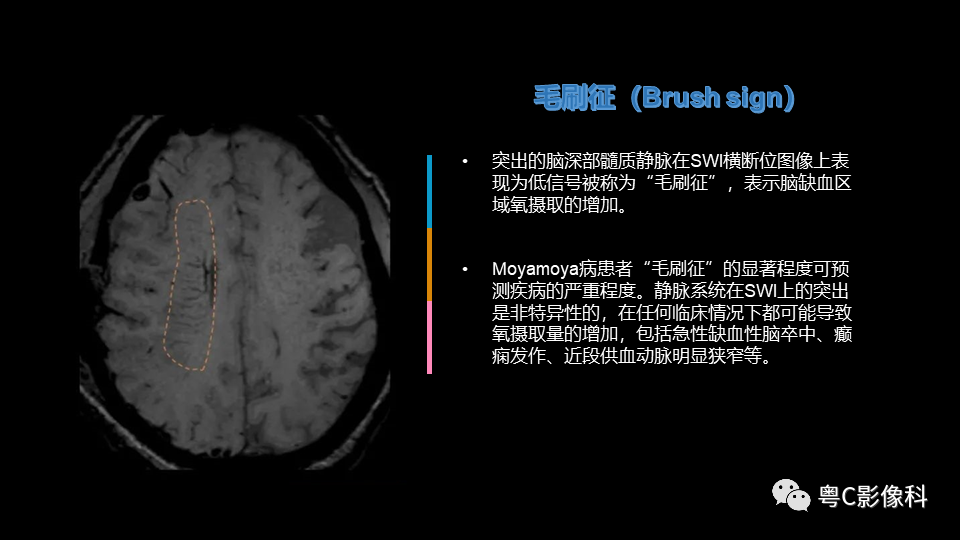 毛刷征（Brush sign）
• 突出的脑深部髓质静脉在SWI横断位图像上表
现为低信号被称为“毛刷征”，表示脑缺血区
域氧摄取的增加。
• Moyamoya病患者“毛刷征”的显著程度可预
测疾病的严重程度。静脉系统在SWI上的突出
是非特异性的，在任何临床情况下都可能导致
氧摄取量的增加，包括急性缺血性脑卒中、癫
痫发作、近段供血动脉明显狭窄等。
粤C影像科